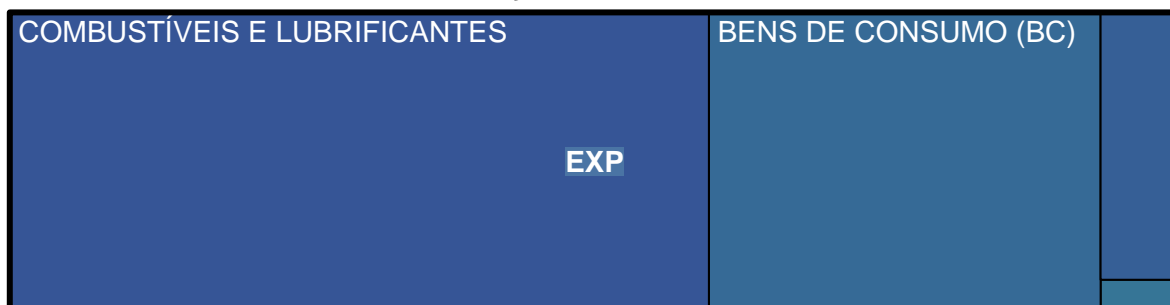 COMBUSTÍVEIS E LUBRIFICANTES
BENS DE CONSUMO (BC)
EXP